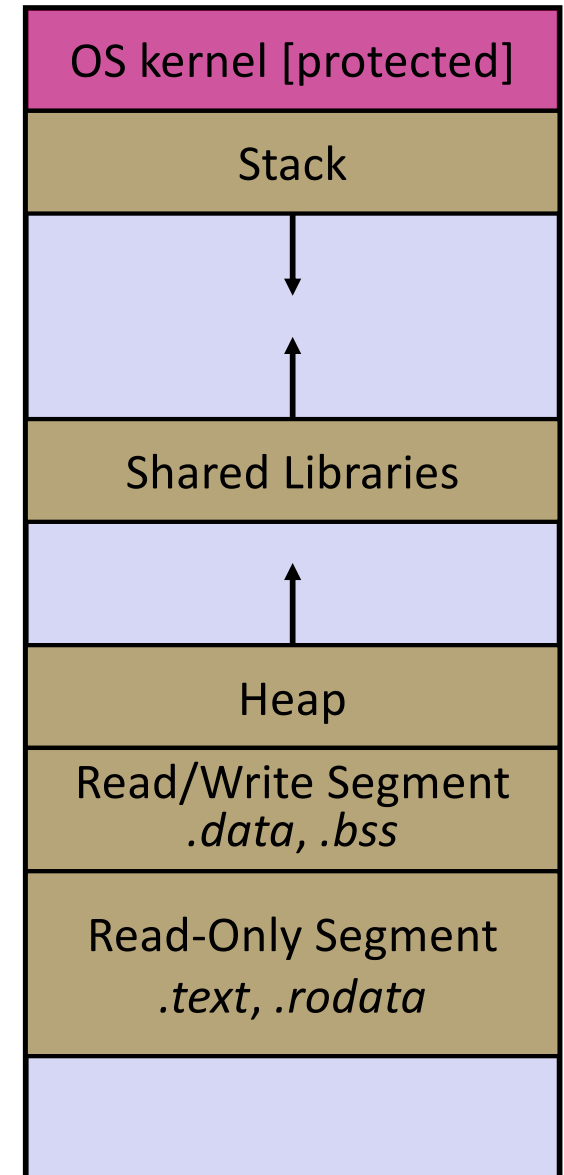 OS kernel [protected]
Stack
Shared Libraries
Heap
Read/Write Segment
.data, .bss
Read-Only Segment
.text, .rodata